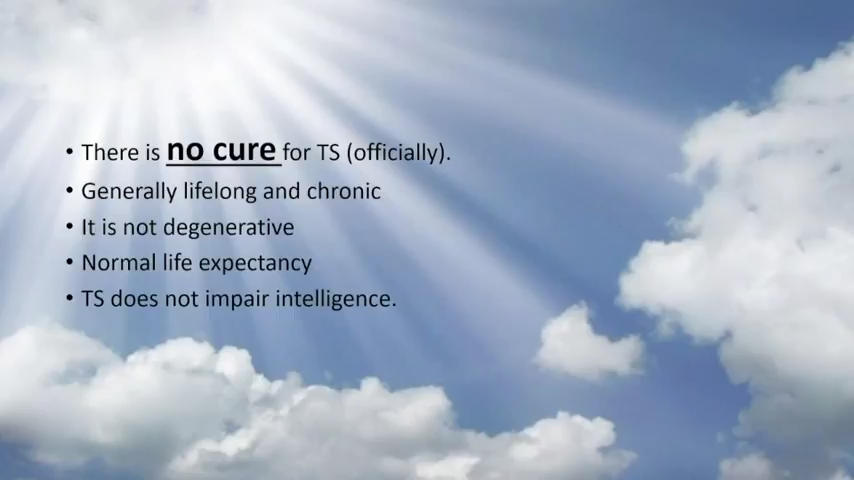 • There is no cure for TS (officially).
• Generally lifelong and chronic
• It is not degenerative
• Normal life expectancy
• TS does not impair intelligence.